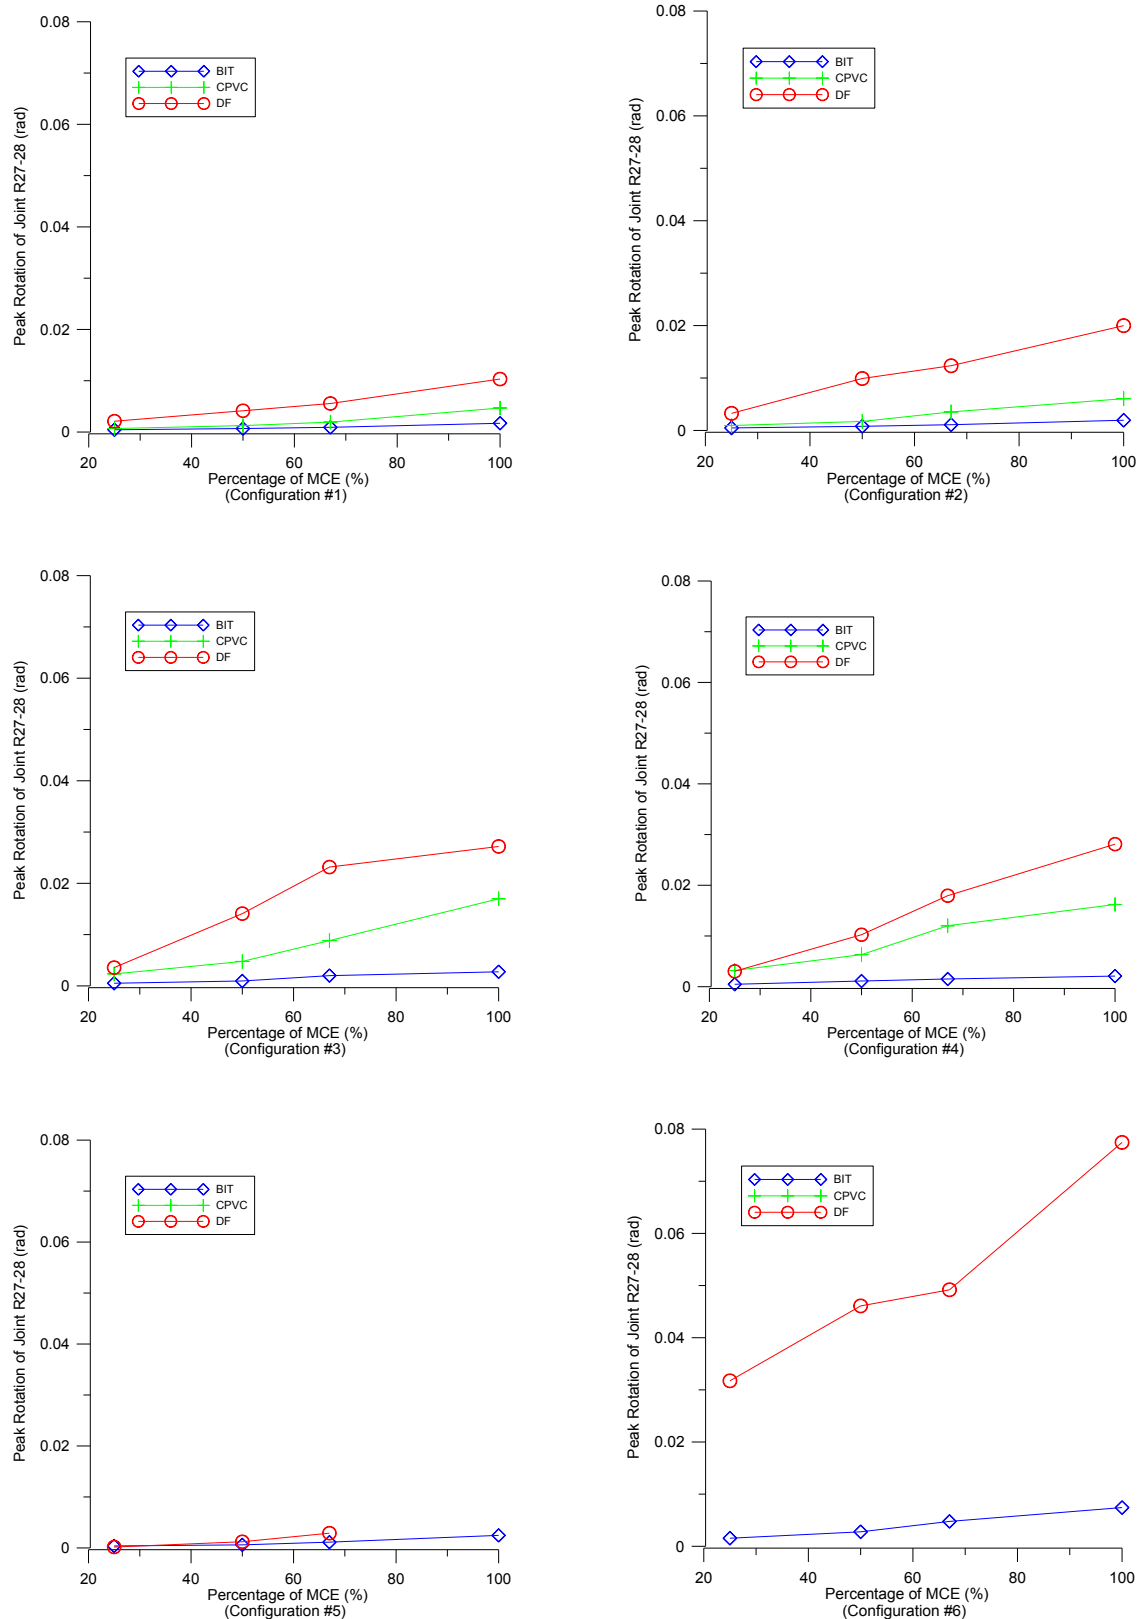 Peak Rotation of Joint R27-28 (rad)
0.08
0.06
0.04
0.02
0
BIT
CPVC
DF
20 40 60 80 100
Percentage of MCE (%)
(Configuration #1)
Peak Rotation of Joint R27-28 (rad)
0.08
0.06
0.04
0.02
0
BIT
CPVC
DF
20 40 60 80 100
Percentage of MCE (%)
(Configuration #2)
Peak Rotation of Joint R27-28 (rad)
0.08
0.06
0.04
0.02
0
BIT
CPVC
DF
20 40 60 80 100
Percentage of MCE (%)
(Configuration #3)
Peak Rotation of Joint R27-28 (rad)
0.08
0.06
0.04
0.02
0
BIT
CPVC
DF
20 40 60 80 100
Percentage of MCE (%)
(Configuration #4)
Peak Rotation of Joint R27-28 (rad)
0.08
0.06
0.04
0.02
0
BIT
CPVC
DF
20 40 60 80 100
Percentage of MCE (%)
(Configuration #5)
Peak Rotation of Joint R27-28 (rad)
0.08
0.06
0.04
0.02
0
BIT
CPVC
DF
20 40 60 80 100
Percentage of MCE (%)
(Configuration #6)